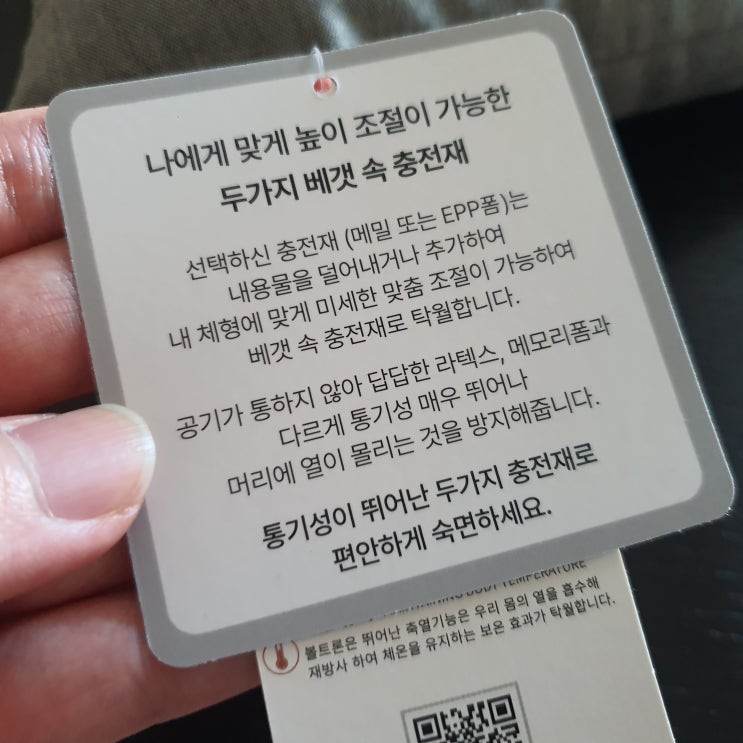 나에게 맞게 높이 조절이 가능한
두가지 베갯 속 충전재
선택하신 충전재 (메밀 또는 EPP폼)는
내용물을 덜어내거나 추가하여
내 체형에 맞게 미세한 맞춤 조절이 가능하여
베갯 속 충전재로 탁월합니다.
공기가 통하지 않아 답답한 라텍스, 메모리폼과
다르게 통기성 매우 뛰어나
머리에 열이 몰리는 것을 방지해줍니다.
통기성이 뛰어난 두가지 충전재로
편안하게 숙면하세요.
BODY TEMPERATURE
볼트론은 뛰어난 축열기능은 우리 몸의 열을 흡수해
재방사 하여 체온을 유지하는 보온 효과가 탁월합니다.